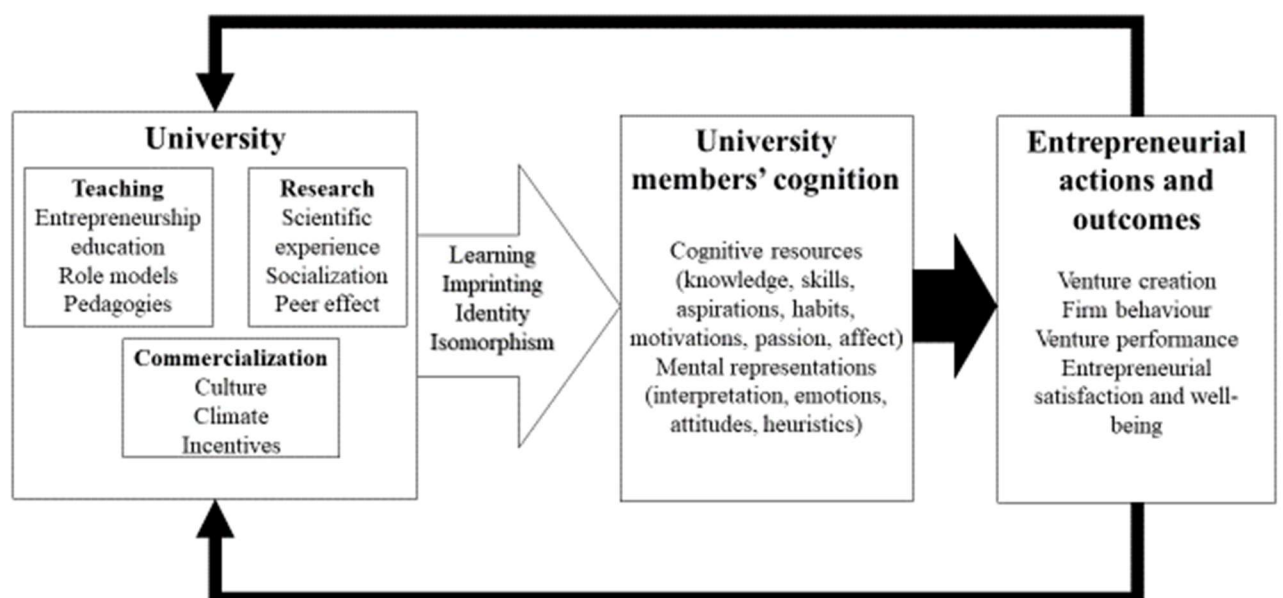 University
Teaching
Entrepreneurship
education
Role models
Pedagogies
Research
Scientific
experience
Socialization
Peer effect
Commercialization
Culture
Climate
Incentives
Learning
Imprinting
Identity
Isomorphism
University
members’ cognition
Cognitive resources
(knowledge, skills,
aspirations, habits,
motivations, passion, affect)
Mental representations
(interpretation, emotions,
attitudes, heuristics)
Entrepreneurial
actions and
outcomes
Venture creation
Firm behaviour
Venture performance
Entrepreneurial
satisfaction and well-
being